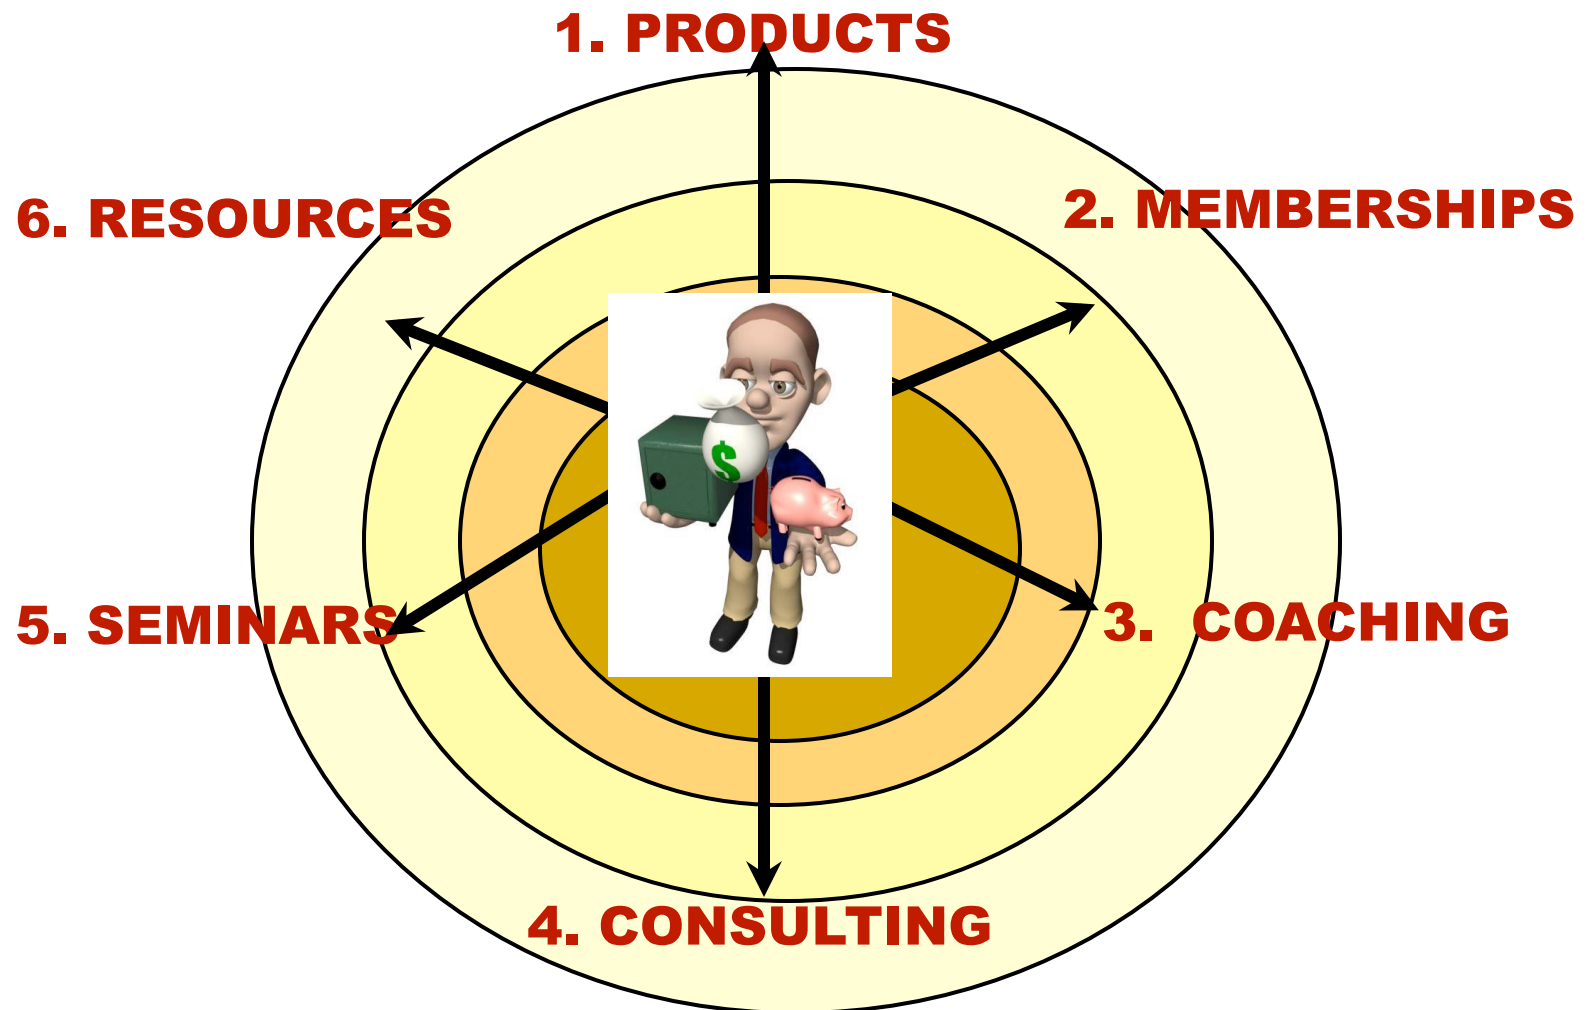 1. PRODUCTS
2. MEMBERSHIPS
3. COACHING
4. CONSULTING
5. SEMINARS
6. RESOURCES
$